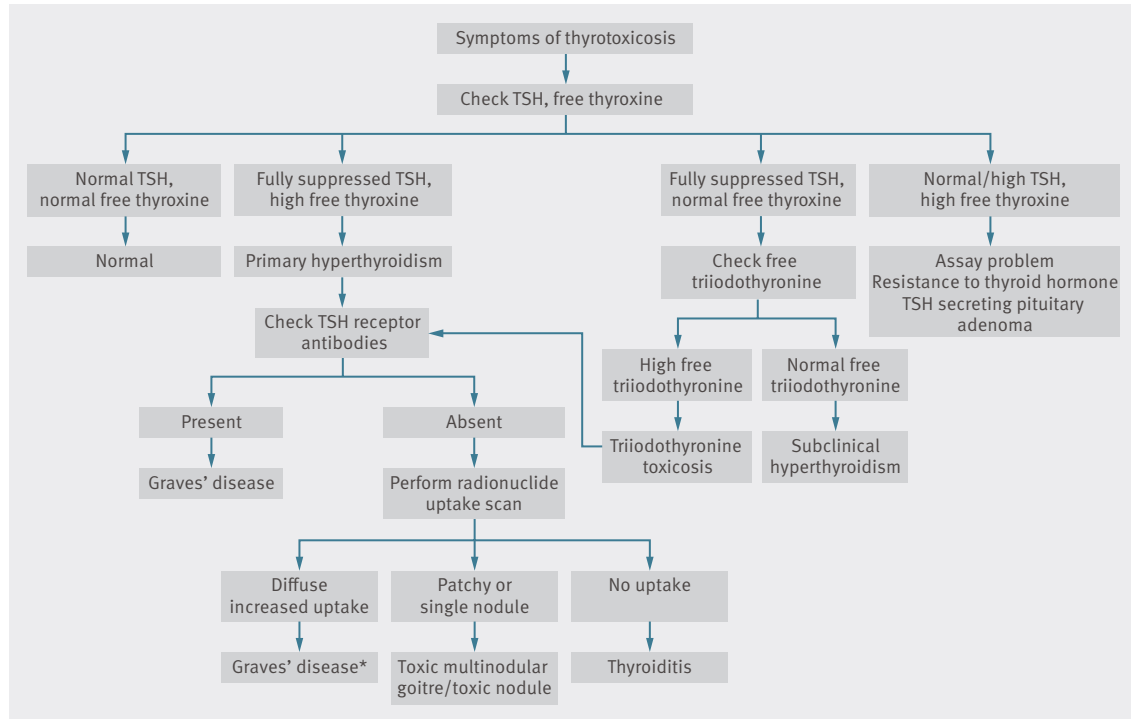 Symptoms of thyrotoxicosis
Check TSH, free thyroxine
Normal TSH,
normal free thyroxine
Fully suppressed TSH,
high free thyroxine
Fully suppressed TSH,
normal free thyroxine
Normal/high TSH,
high free thyroxine
Normal
Primary hyperthyroidism
Check free
triiodothyronine
Assay problem
Resistance to thyroid hormone
TSH secreting pituitary
adenoma
Check TSH receptor
antibodies
High free
triiodothyronine
Normal free
triiodothyronine
Present
Absent
Triiodothyronine
toxicosis
Subclinical
hyperthyroidism
Graves' disease
Perform radionuclide
uptake scan
Diffuse
increased uptake
Patchy or
single nodule
No uptake
Graves' disease*
Toxic multinodular
goitre/toxic nodule
Thyroiditis